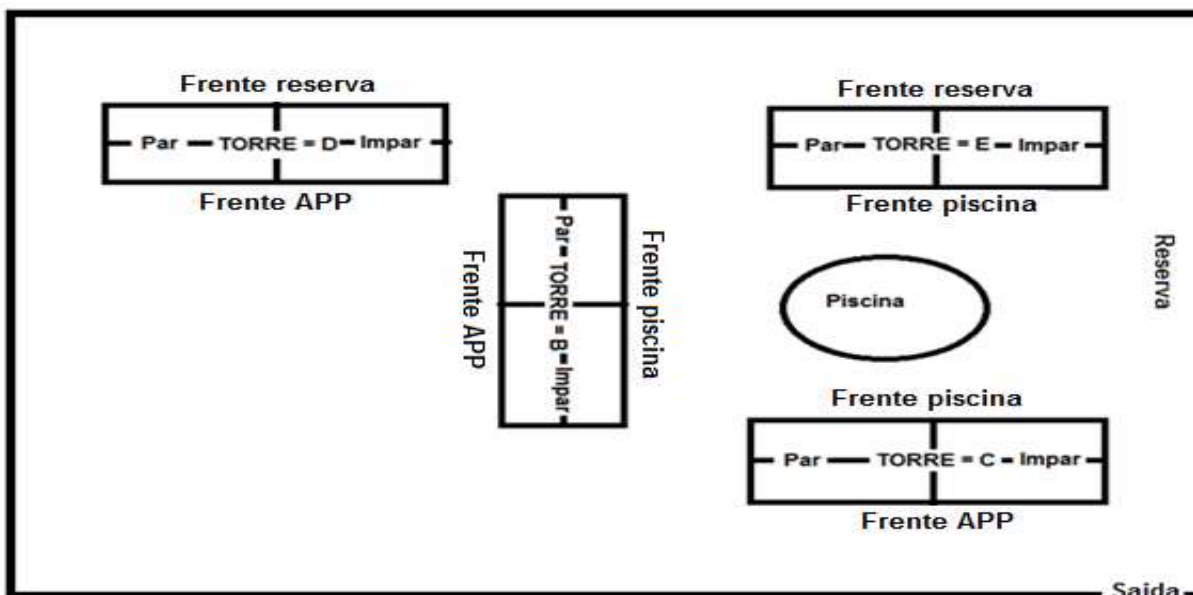 Frente reserva
Par TORRE = D Impar
Frente APP
Frente reserva
Par TORRE = E Impar
Frente piscina
Frente APP
Par TORRE = B Impar
Frente piscina
Piscina
Reserva
Frente piscina
Par TORRE = C Impar
Frente APP
Saida